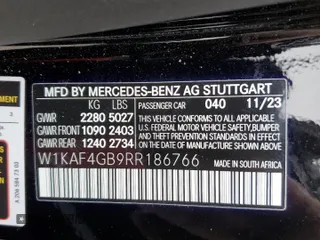 MFD BY MERCEDES-BENZ AG STUTTGART
KG LBS PASSENGER CAR 040 11/23
GVWR 2280 5027
GAWR FRONT 1090 2403
GAWR REAR 1240 2734
THIS VEHICLE CONFORMS TO ALL APPLICABLE
U.S. FEDERAL MOTOR VEHICLE SAFETY, BUMPER,
AND THEFT PREVENTION STANDARDS IN EFFECT
ON THE DATE OF MANUFACTURE SHOWN ABOVE.
W1KAF4GB9RR186766
MADE IN SOUTH AFRICA